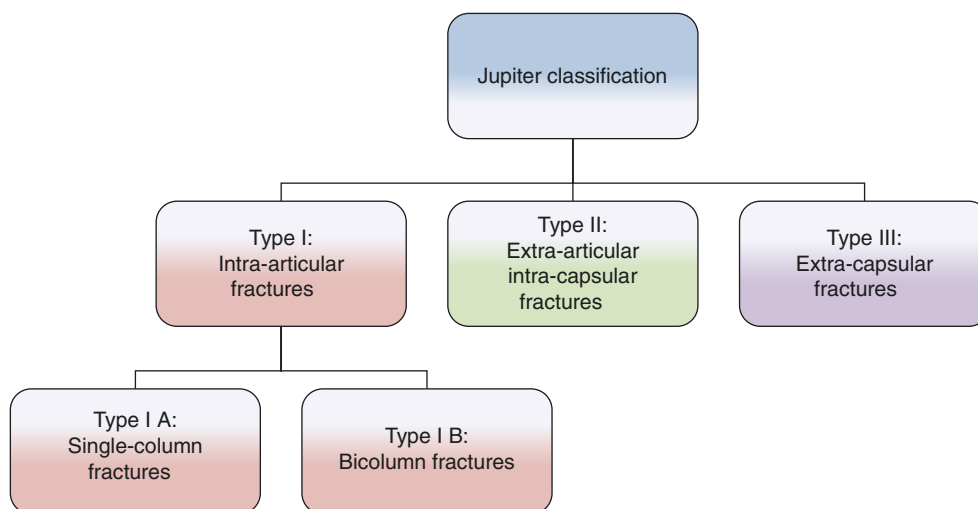 Jupiter classification
Type I:
Intra-articular
fractures
Type II:
Extra-articular
intra-capsular
fractures
Type III:
Extra-capsular
fractures
Type I A:
Single-column
fractures
Type I B:
Bicolumn fractures